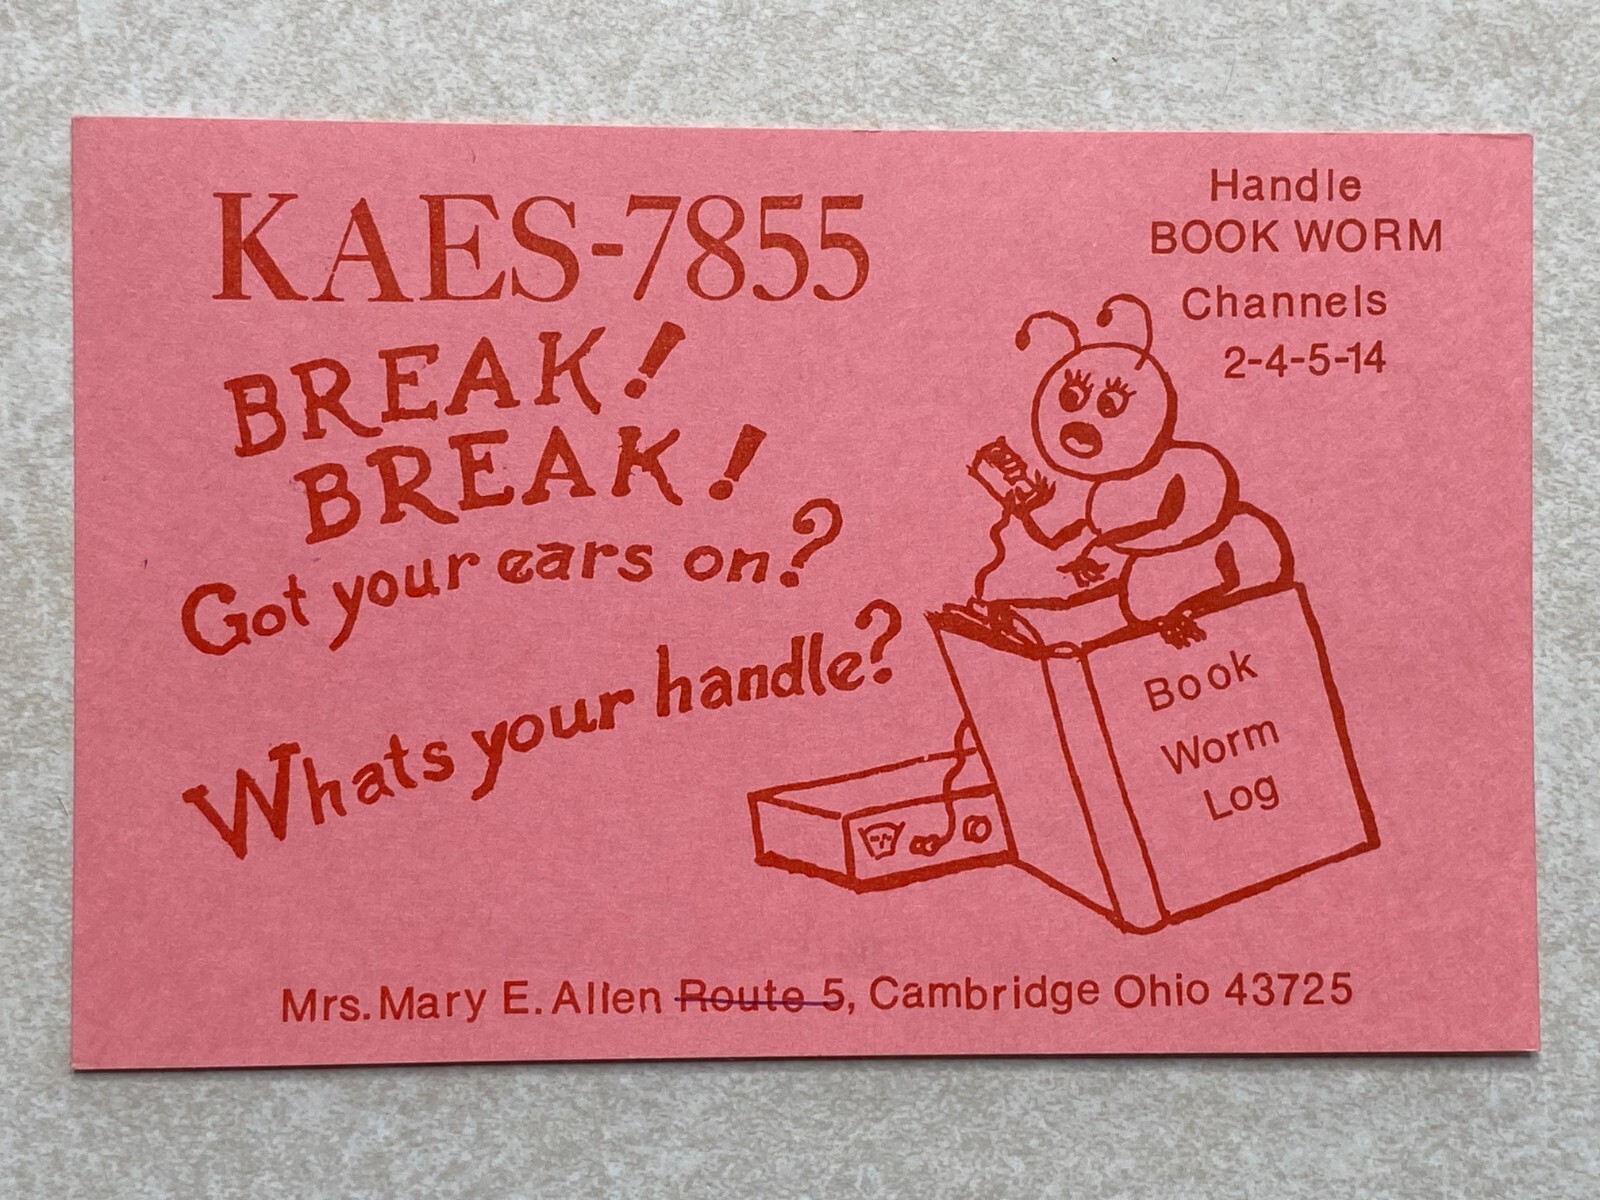 KAES-7855
Handle
BOOK WORM
Channels
2-4-5-14
BREAK!
BREAK!
Got your ears on?
Whats your handle?
Book
Worm
Log
Mrs. Mary E. Allen Route 5, Cambridge Ohio 43725